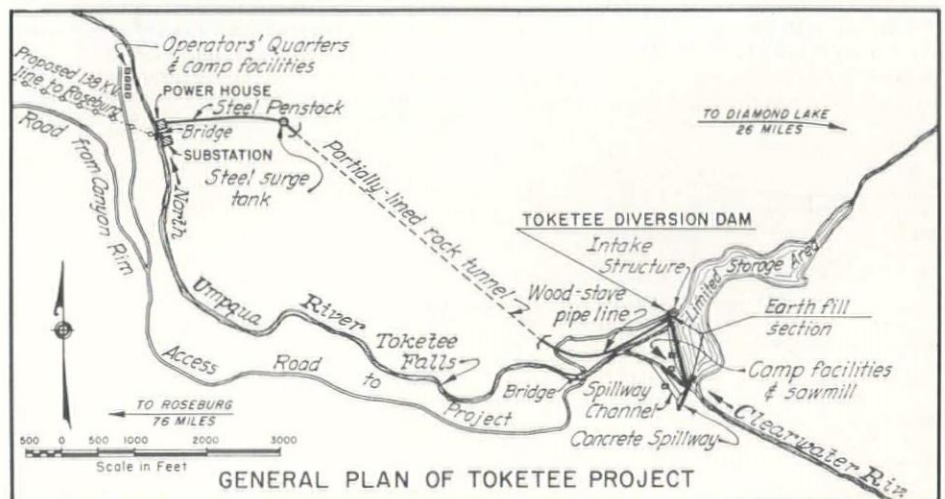 Operators' Quarters
& camp facilities
Proposed 138 KV.
line to Roseburg
POWER HOUSE
Steel Penstock
Bridge
SUBSTATION
Steel surge
tank
Road from Canyon Rim
North
Umpqua
River
Partially-lined rock tunnel
TO DIAMOND LAKE
26 MILES
TOKETEE DIVERSION DAM
Intake
Structure
Limited Storage Area
Wood-stave
pipe line
Earth fill
section
Toketee
Falls
Camp facilities
& sawmill
Access Road to Project
Bridge
Spillway
Channel
Concrete Spillway
Clearwater Riv.
TO ROSEBURG
76 MILES
500 0 1000 2000 3000
Scale in Feet
GENERAL PLAN OF TOKETEE PROJECT